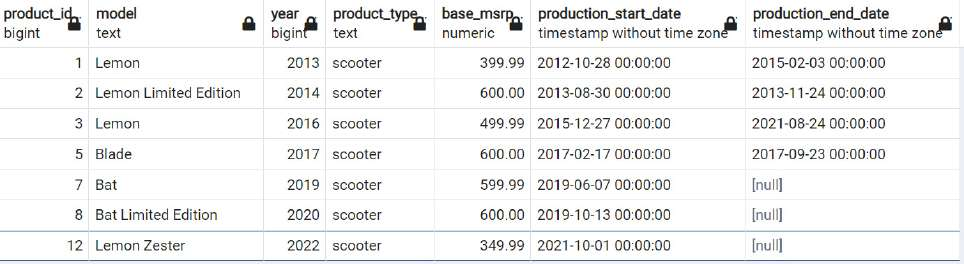 product_id model year product_type base_msrp production_start_date production_end_date
bigint text bigint text numeric timestamp without time zone timestamp without time zone
1 Lemon 2013 scooter 399.99 2012-10-28 00:00:00 2015-02-03 00:00:00
2 Lemon Limited Edition 2014 scooter 600.00 2013-08-30 00:00:00 2013-11-24 00:00:00
3 Lemon 2016 scooter 499.99 2015-12-27 00:00:00 2021-08-24 00:00:00
5 Blade 2017 scooter 600.00 2017-02-17 00:00:00 2017-09-23 00:00:00
7 Bat 2019 scooter 599.99 2019-06-07 00:00:00 [null]
8 Bat Limited Edition 2020 scooter 600.00 2019-10-13 00:00:00 [null]
12 Lemon Zester 2022 scooter 349.99 2021-10-01 00:00:00 [null]